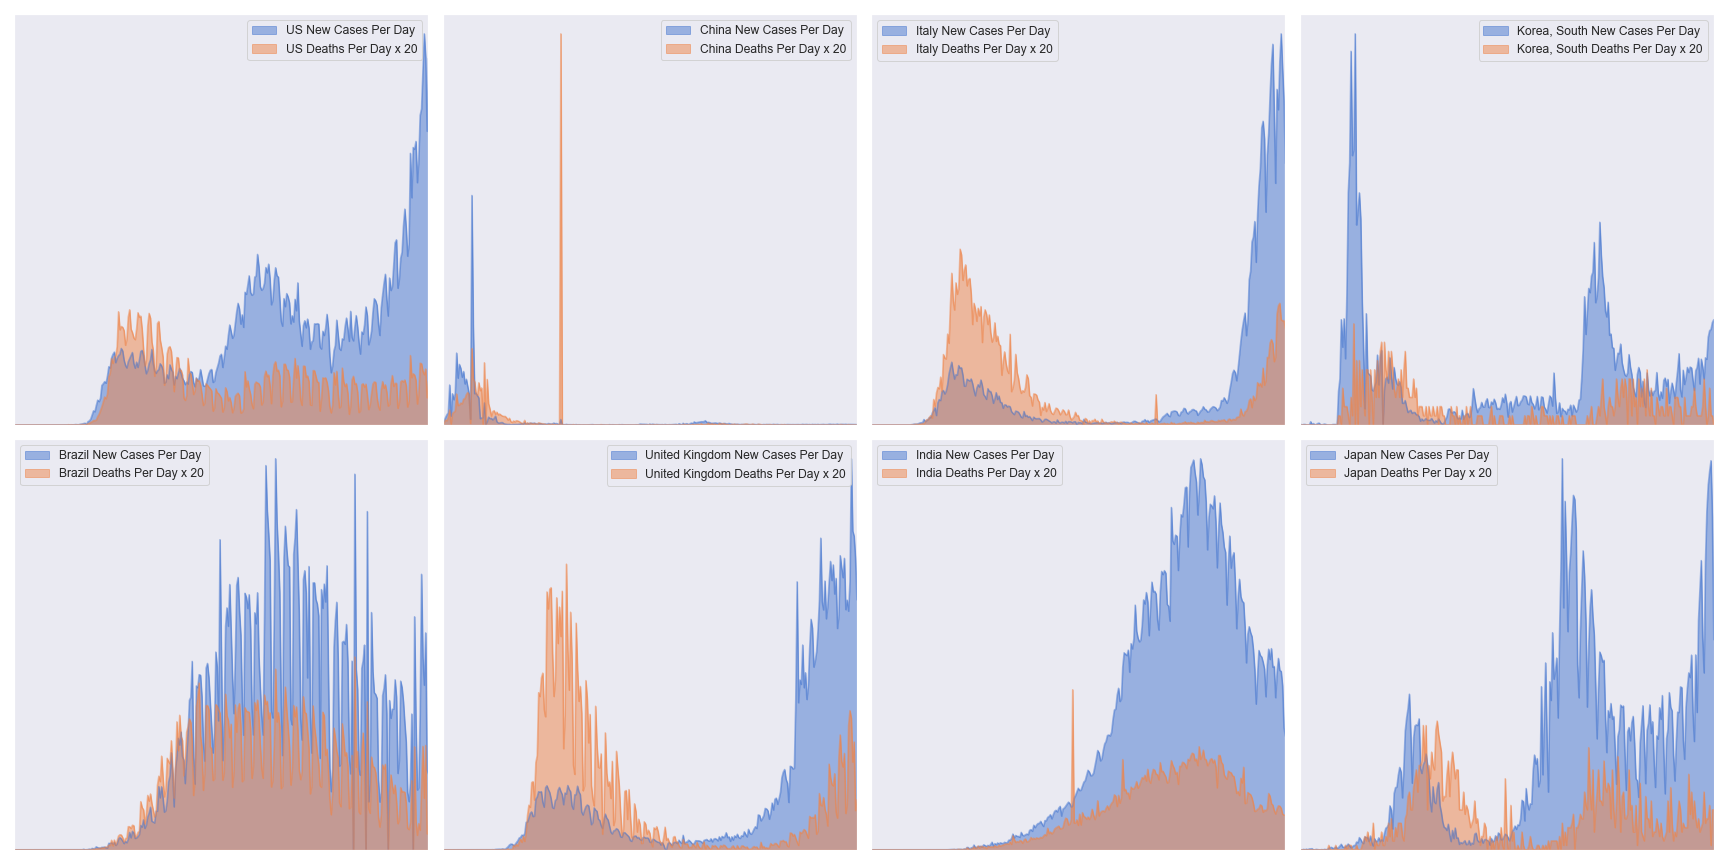 US New Cases Per Day
US Deaths Per Day x 20
China New Cases Per Day
China Deaths Per Day x 20
Italy New Cases Per Day
Italy Deaths Per Day x 20
Korea, South New Cases Per Day
Korea, South Deaths Per Day x 20
Brazil New Cases Per Day
Brazil Deaths Per Day x 20
United Kingdom New Cases Per Day
United Kingdom Deaths Per Day x 20
India New Cases Per Day
India Deaths Per Day x 20
Japan New Cases Per Day
Japan Deaths Per Day x 20